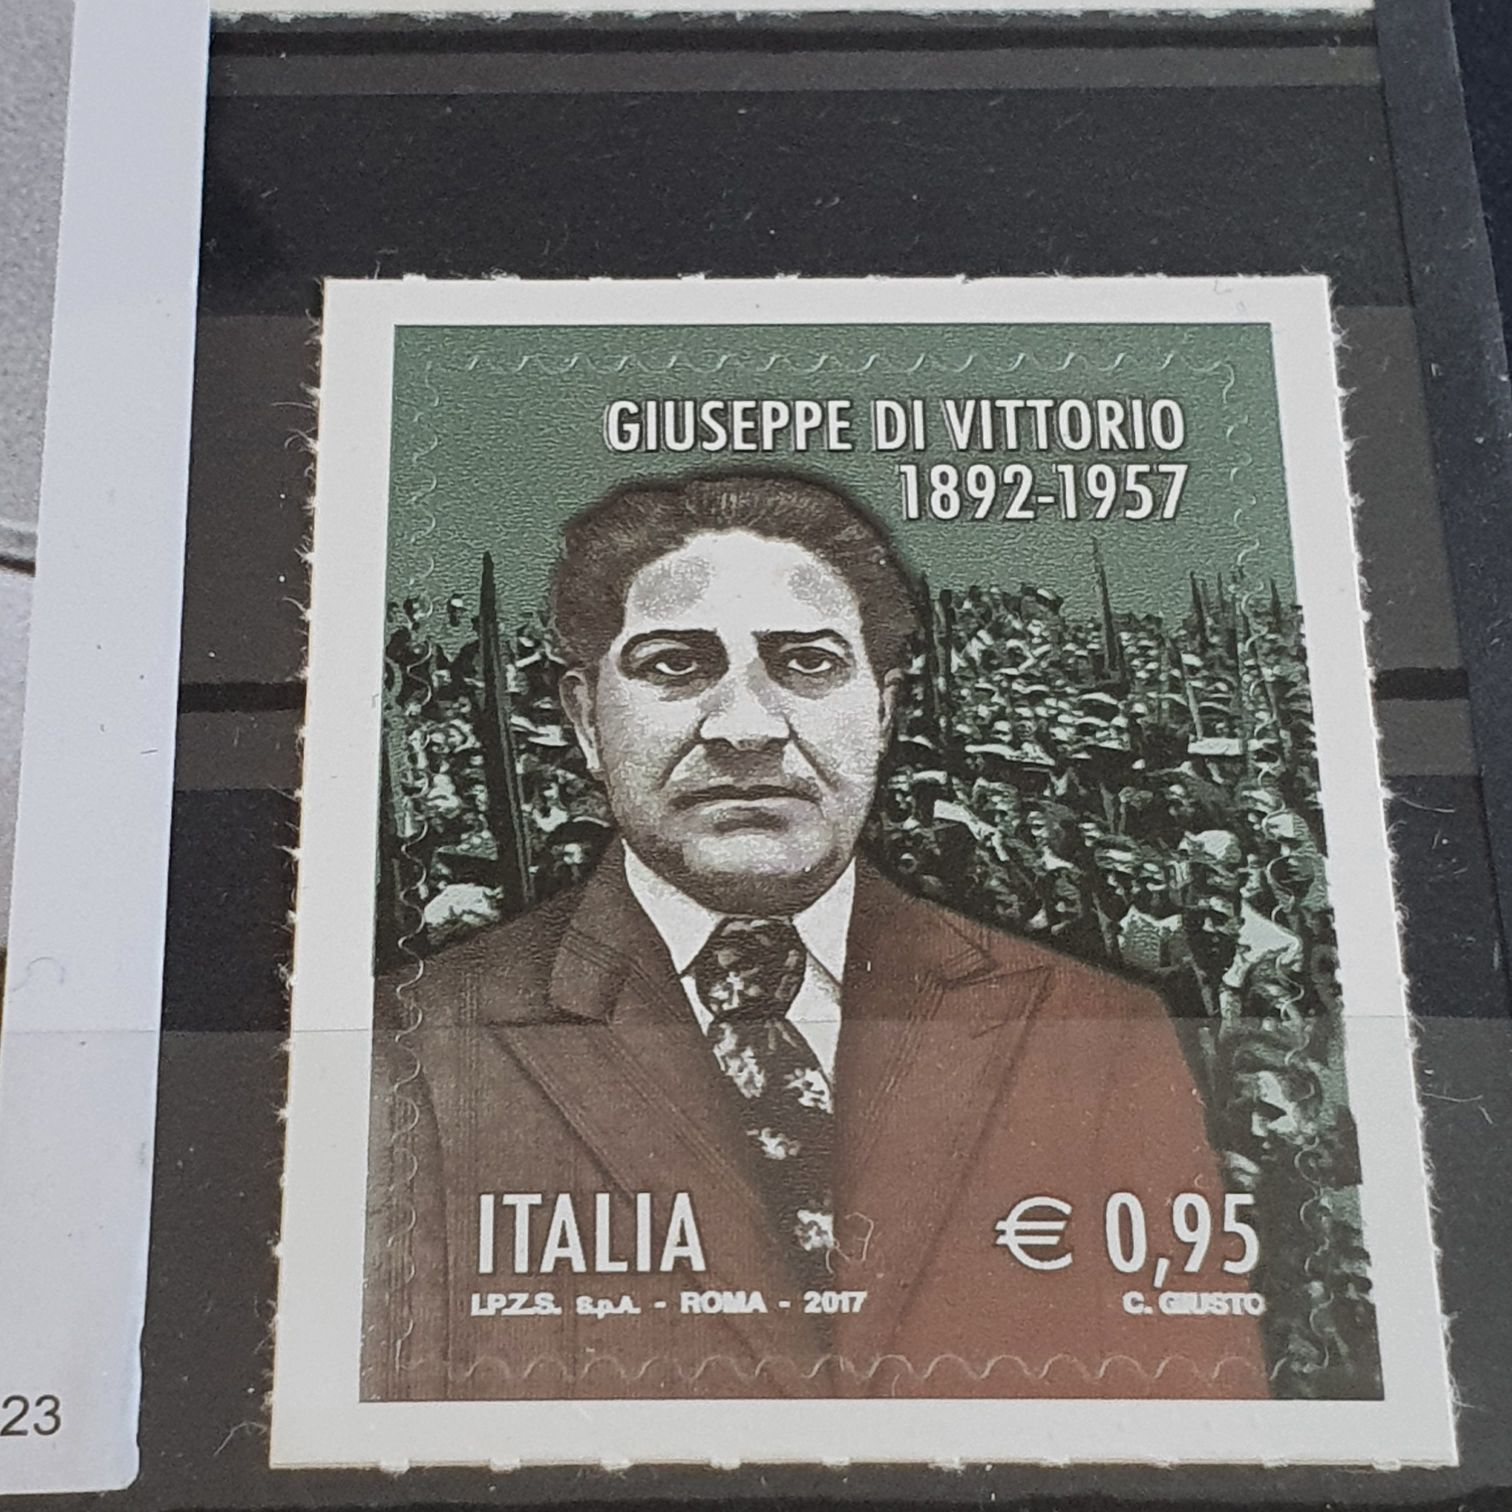 GIUSEPPE DI VITTORIO
1892-1957
ITALIA
€ 0,95
I.P.Z.S. S.p.A. - ROMA - 2017
C. GIUSTO
23